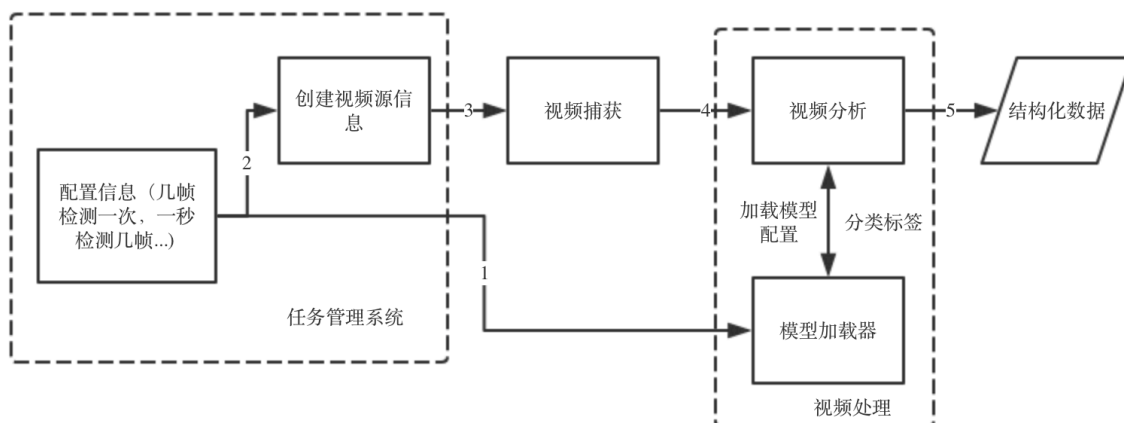 创建视频源信
息
3
视频捕获
4
视频分析
5
结构化数据
2
配置信息（几帧
检测一次，一秒
检测几帧...)
加载模型
配置
分类标签
1
任务管理系统
模型加载器
视频处理